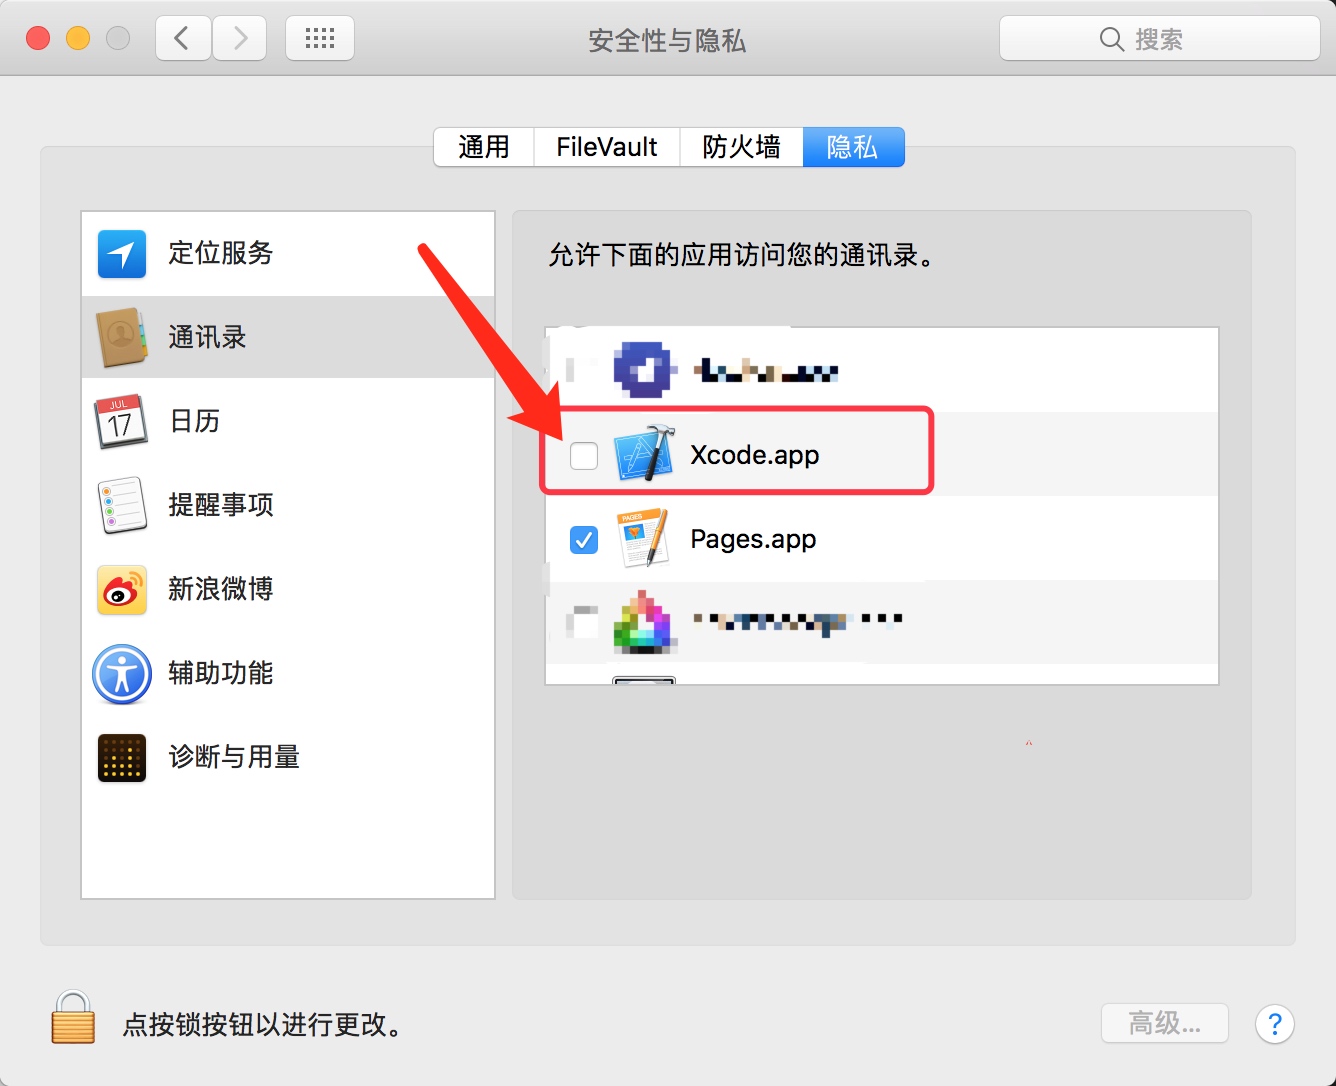 安全性与隐私
搜索
通用
FileVault
防火墙
隐私
定位服务
通讯录
JUL
17
日历
提醒事项
新浪微博
辅助功能
诊断与用量
允许下面的应用访问您的通讯录。
Xcode.app
PAGES
Pages.app
点按锁按钮以进行更改。
高级...
?